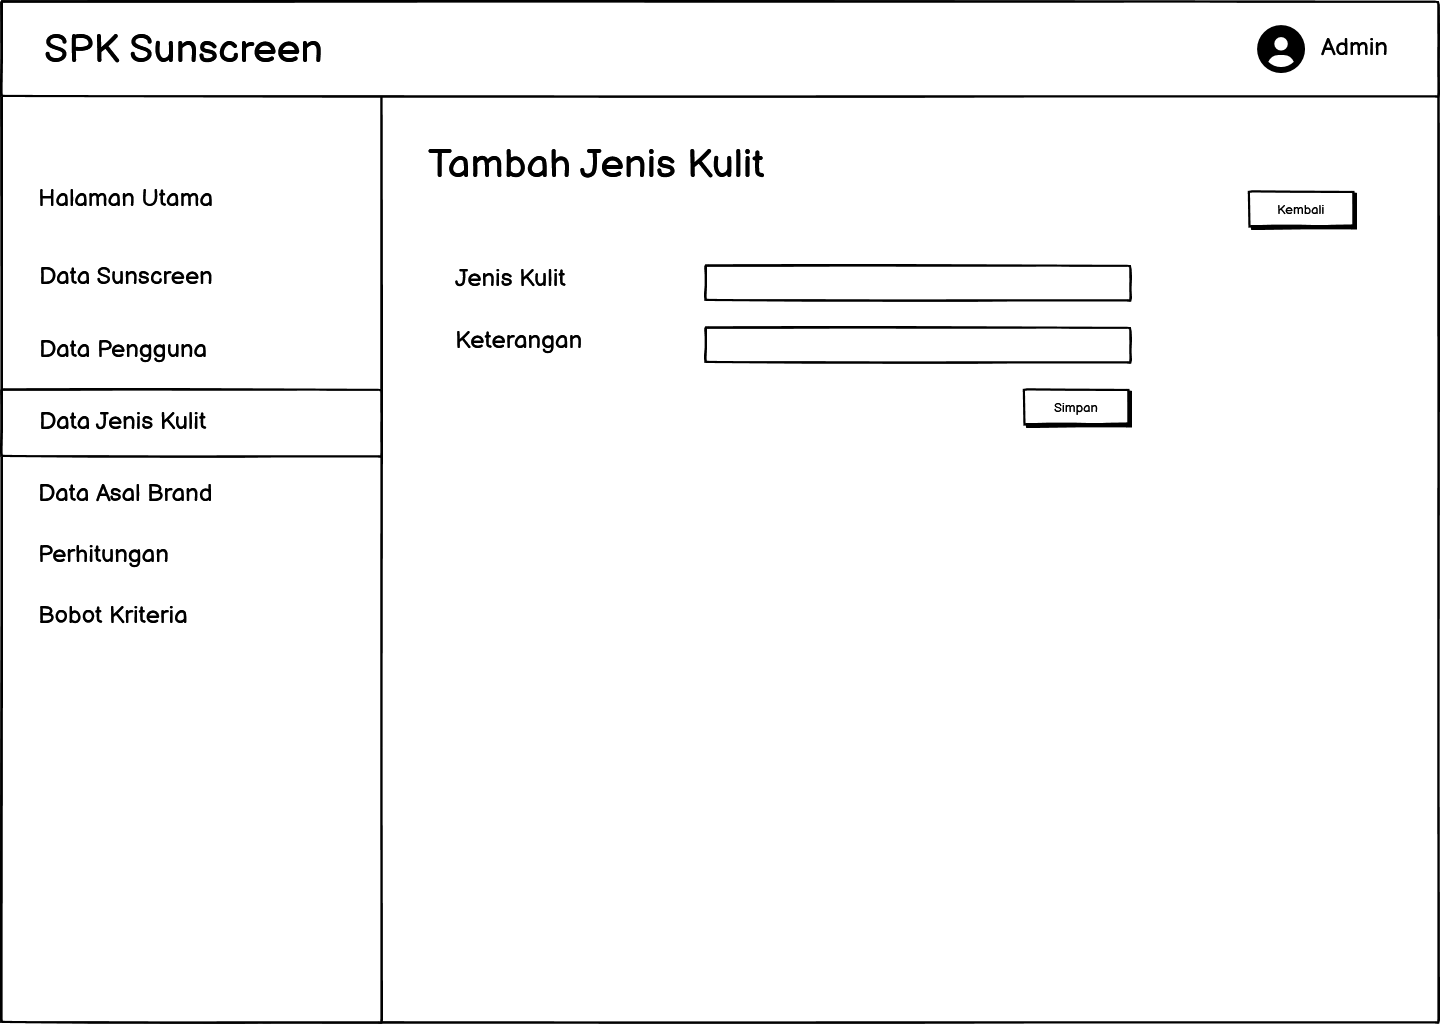 SPK Sunscreen
Admin
Halaman Utama
Data Sunscreen
Data Pengguna
Data Jenis Kulit
Data Asal Brand
Perhitungan
Bobot Kriteria
Tambah Jenis Kulit
Kembali
Jenis Kulit
Keterangan
Simpan